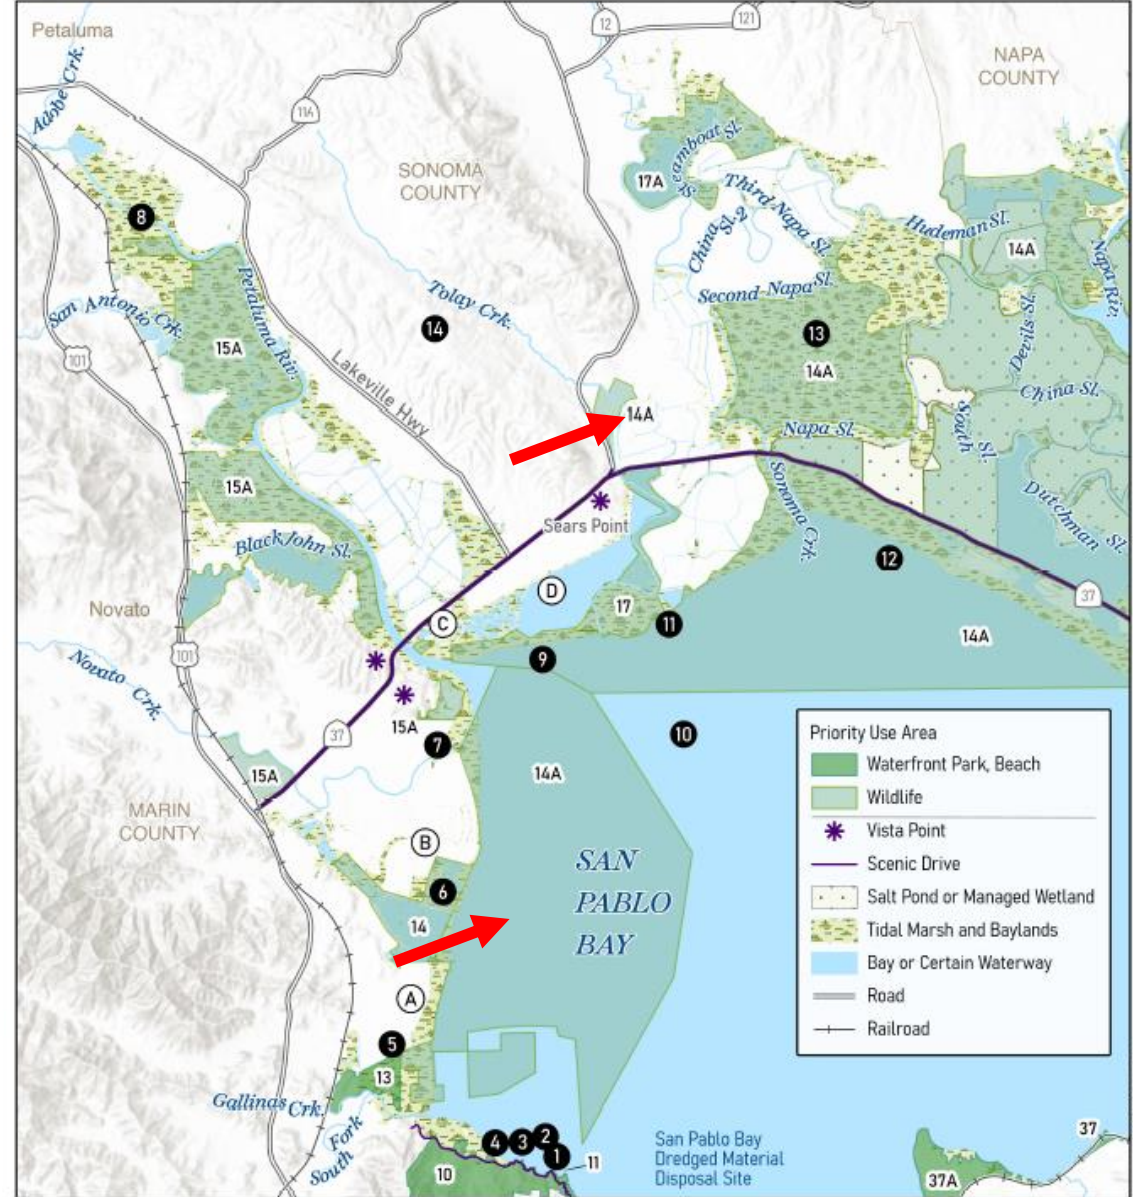 Petaluma
Adobe Crk.
12
121
NAPA
COUNTY
116
SONOMA
COUNTY
Steamboat Sl.
17A
Third Napa Sl.
China Sl. 2
Hudeman Sl.
14A
Napa Riv.
8
Petaluma Riv.
Tolay Crk.
Second Napa Sl.
San Antonio Crk.
14
13
101
15A
Lakeville Hwy
14A
Devils Sl.
China Sl.
14A
Napa Sl.
South Sl.
15A
Sonoma Crk.
Dutchman Sl.
Sears Point
Black John Sl.
12
37
Novato
D
17
C
11
14A
101
9
Novato Crk.
15A
37
7
10
15A
14A
MARIN
COUNTY
B
6
14
SAN
PABLO
BAY
A
5
13
Gallinas Crk.
South Fork
4
3
2
1
11
10
San Pablo Bay
Dredged Material
Disposal Site
37
37A
Priority Use Area
Waterfront Park, Beach
Wildlife
Vista Point
Scenic Drive
Salt Pond or Managed Wetland
Tidal Marsh and Baylands
Bay or Certain Waterway
Road
Railroad